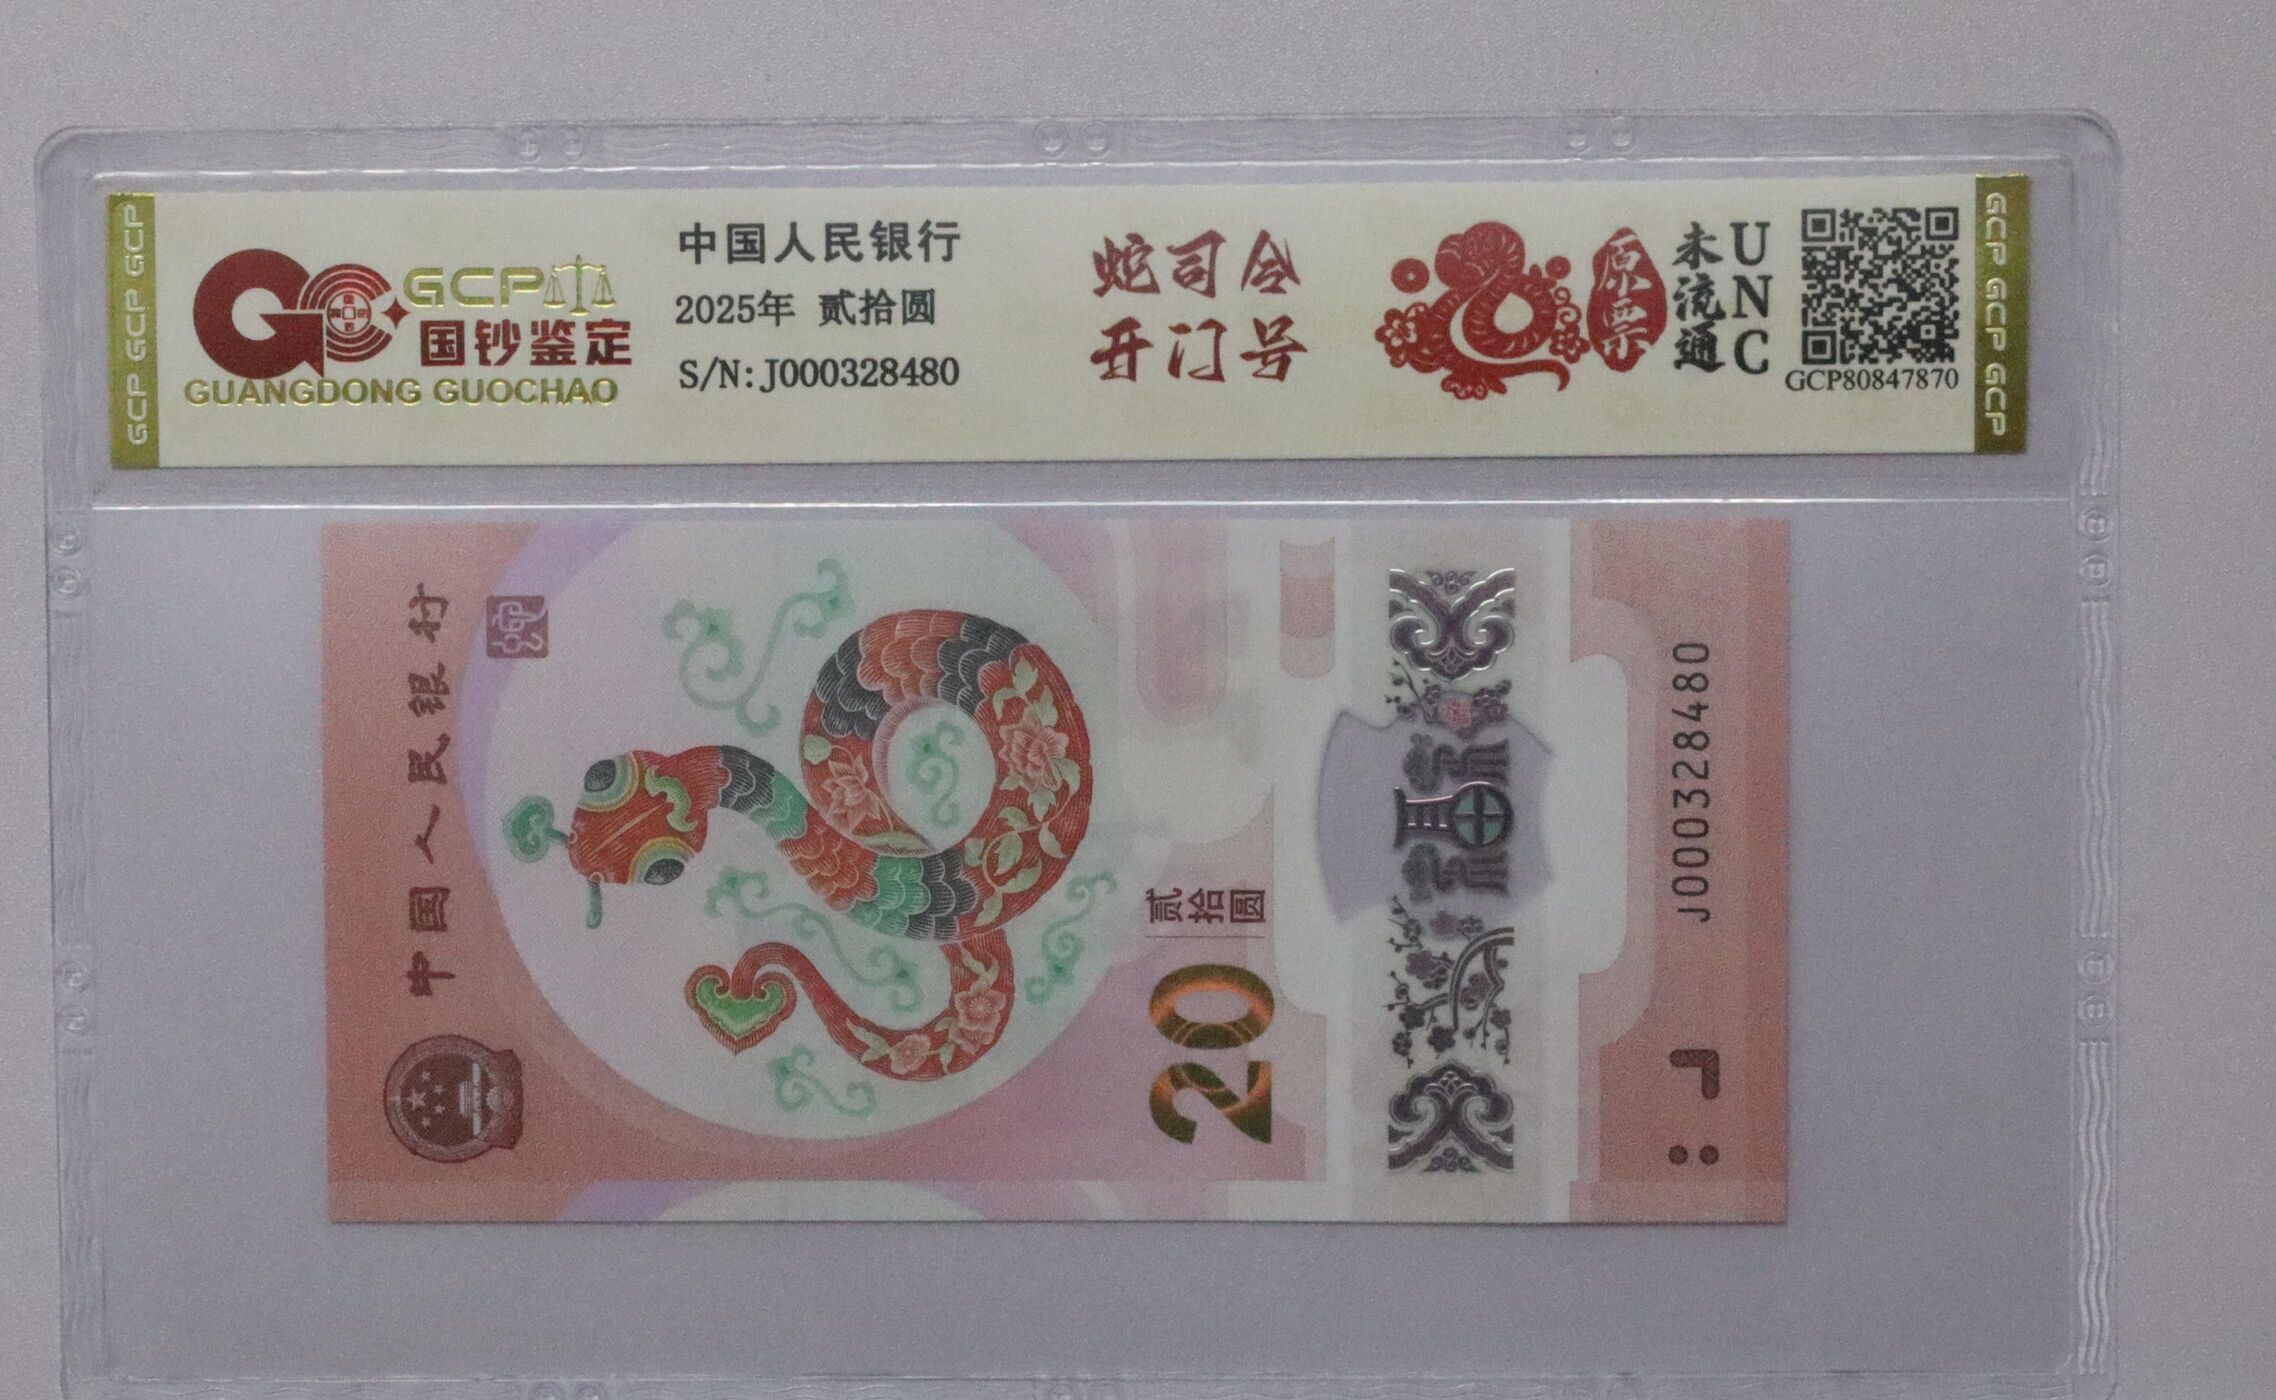 GCP GCP GCP
GCP
国钞鉴定
GUANGDONG GUOCHAO
中国人民银行
2025年 贰拾圆
S/N:J000328480
蛇司令
开门号
原票
未流通
UNC
GCP80847870
GCP GCP GCP
中国人民银行
贰拾圆
20
福
J000328480